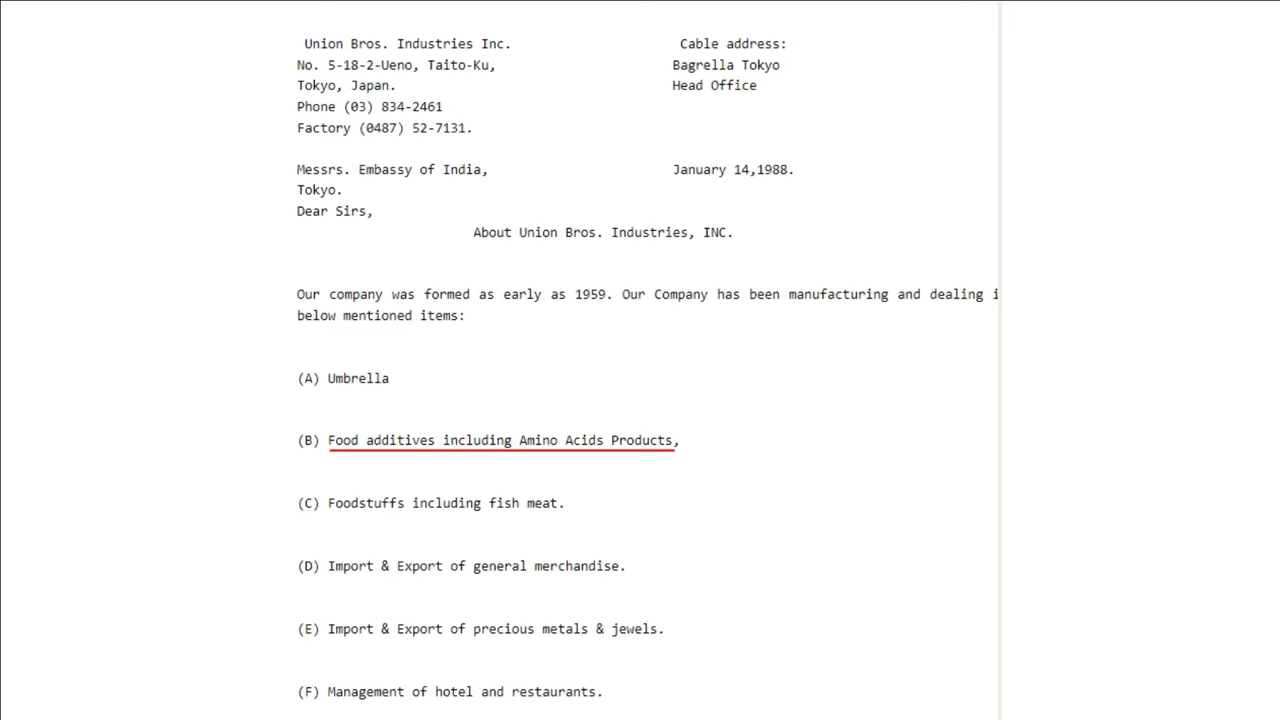 Union Bros. Industries Inc. Cable address:
No. 5-18-2-Ueno, Taito-Ku, Bagrella Tokyo
Tokyo, Japan. Head Office
Phone (03) 834-2461
Factory (0487) 52-7131.
Messrs. Embassy of India, January 14,1988.
Tokyo.
Dear Sirs,
About Union Bros. Industries, INC.
Our company was formed as early as 1959. Our Company has been manufacturing and dealing i
below mentioned items:
(A) Umbrella
(B) Food additives including Amino Acids Products,
(C) Foodstuffs including fish meat.
(D) Import & Export of general merchandise.
(E) Import & Export of precious metals & jewels.
(F) Management of hotel and restaurants.